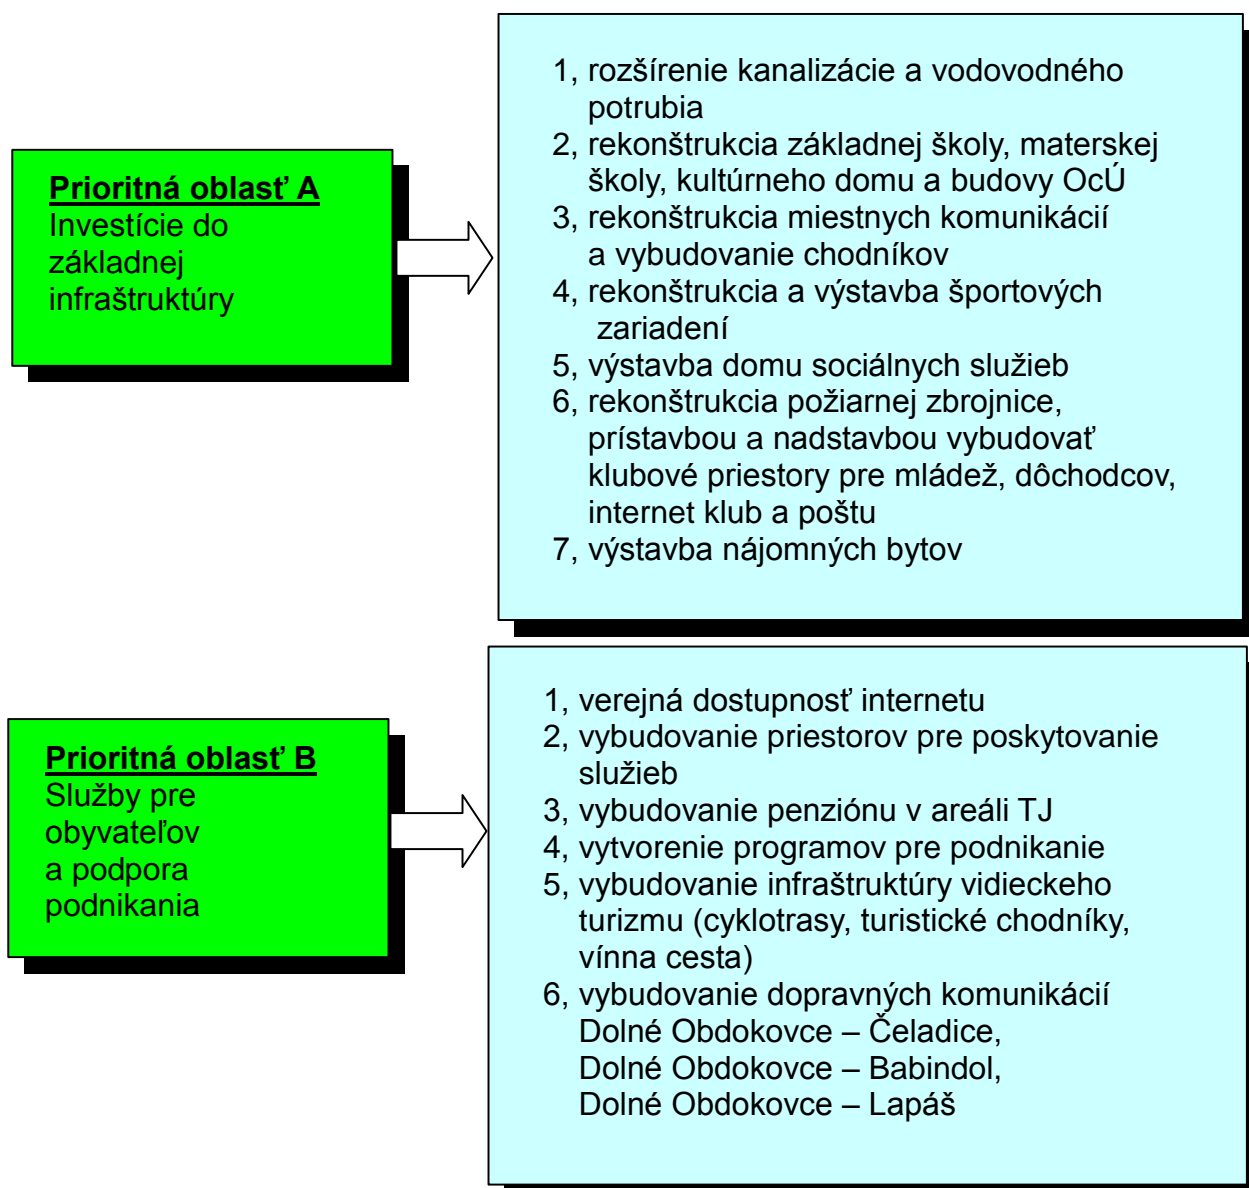 Prioritná oblasť A
Investície do
základnej
infraštruktúry
1, rozšírenie kanalizácie a vodovodného
potrubia
2, rekonštrukcia základnej školy, materskej
školy, kultúrneho domu a budovy OcÚ
3, rekonštrukcia miestnych komunikácií
a vybudovanie chodníkov
4, rekonštrukcia a výstavba športových
zariadení
5, výstavba domu sociálnych služieb
6, rekonštrukcia požiarnej zbrojnice,
prístavbou a nadstavbou vybudovať
klubové priestory pre mládež, dôchodcov,
internet klub a poštu
7, výstavba nájomných bytov
Prioritná oblasť B
Služby pre
obyvateľov
a podpora
podnikania
1, verejná dostupnosť internetu
2, vybudovanie priestorov pre poskytovanie
služieb
3, vybudovanie penziónu v areáli TJ
4, vytvorenie programov pre podnikanie
5, vybudovanie infraštruktúry vidieckeho
turizmu (cyklotrasy, turistické chodníky,
vínna cesta)
6, vybudovanie dopravných komunikácií
Dolné Obdokovce – Čeladice,
Dolné Obdokovce – Babindol,
Dolné Obdokovce – Lapáš